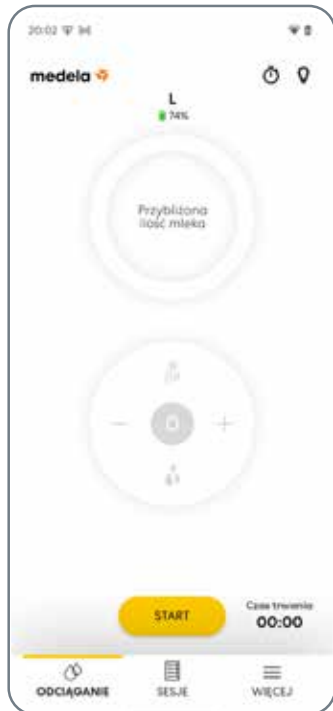 20:02
medela
L
74%
Przybliżona
ilość mleka
START
Czas trwania
00:00
ODCIĄGANIE
SESJE
WIĘCEJ